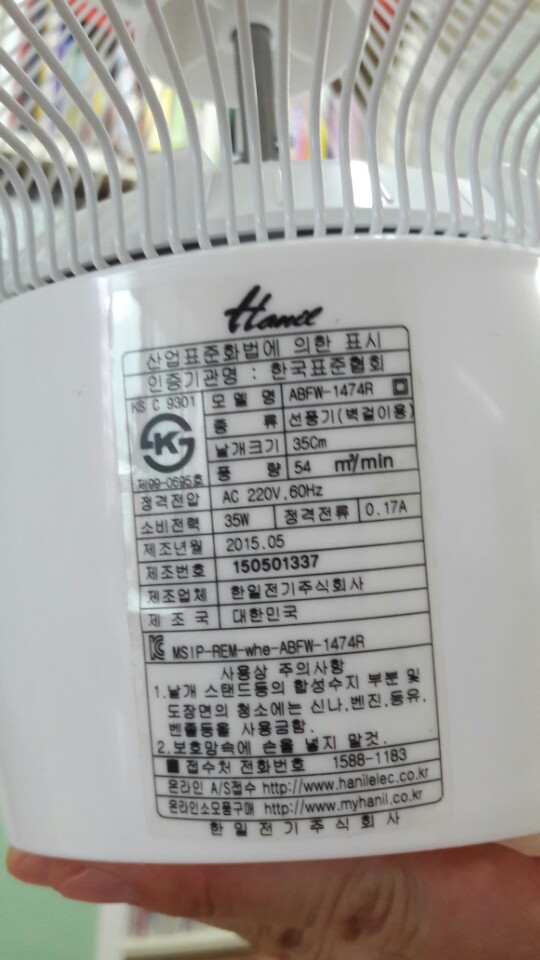 Hanil
산업표준화법에 의한 표시
인증기관명 : 한국표준협회
KS C 9301
모 델 명 ABFW-1474R
종 류 선풍기(벽걸이용)
날개크기 35Cm
풍 량 54 m³/min
제99-0695호
정격전압 AC 220V,60Hz
소비전력 35W 정격전류 0.17A
제조년월 2015.05
제조번호 150501337
제조업체 한일전기주식회사
제 조 국 대한민국
MSIP-REM-whe-ABFW-1474R
사용상 주의사항
1.날개 스탠드등의 합성수지 부분 및
도장면의 청소에는 신나,벤진,등유,
벤졸등을 사용금함.
2.보호망속에 손을 넣지 말것.
■ 접수처 전화번호 1588-1183
온라인 A/S접수 http://www.hanilelec.co.kr
온라인소모품구매 http://www.myhanil.co.kr
한일전기주식회사